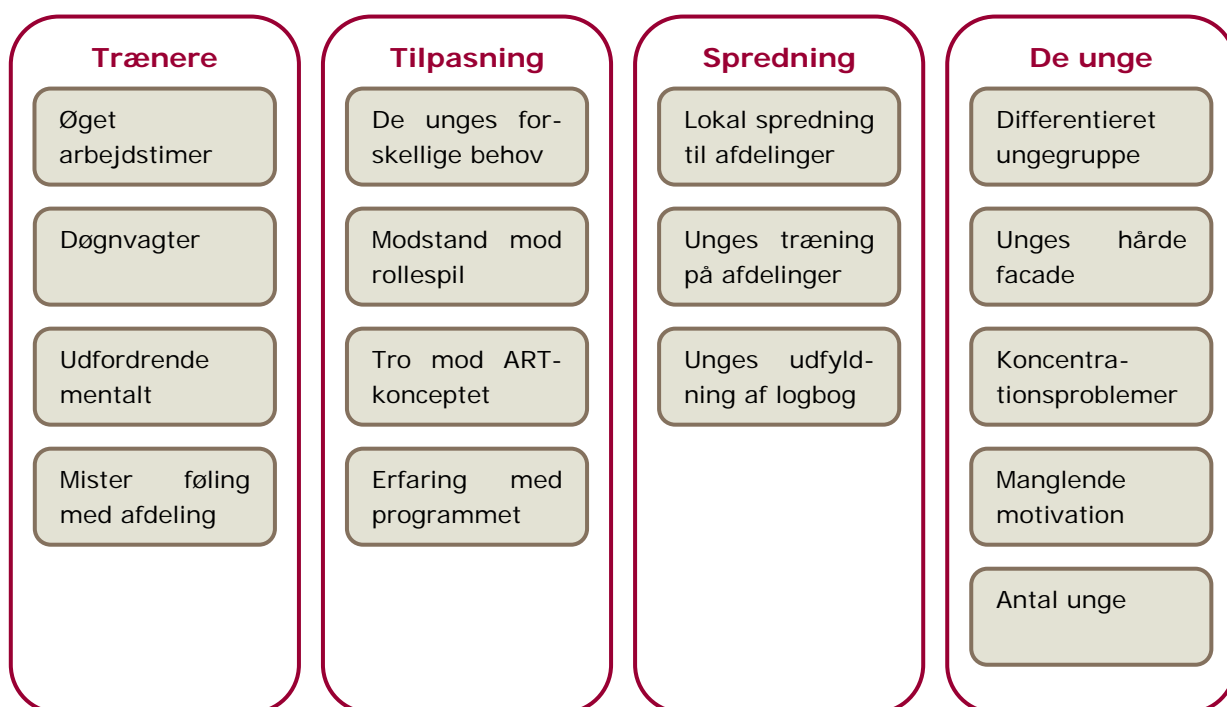 Trænere
Øget
arbejdstimer
Døgnvagter
Udfordrende
mentalt
Mister føling
med afdeling
Tilpasning
De unges for-
skellige behov
Modstand mod
rollespil
Tro mod ART-
konceptet
Erfaring med
programmet
Spredning
Lokal spredning
til afdelinger
Unges træning
på afdelinger
Unges udfyld-
ning af logbog
De unge
Differentieret
ungegruppe
Unges hårde
facade
Koncentra-
tionsproblemer
Manglende
motivation
Antal unge